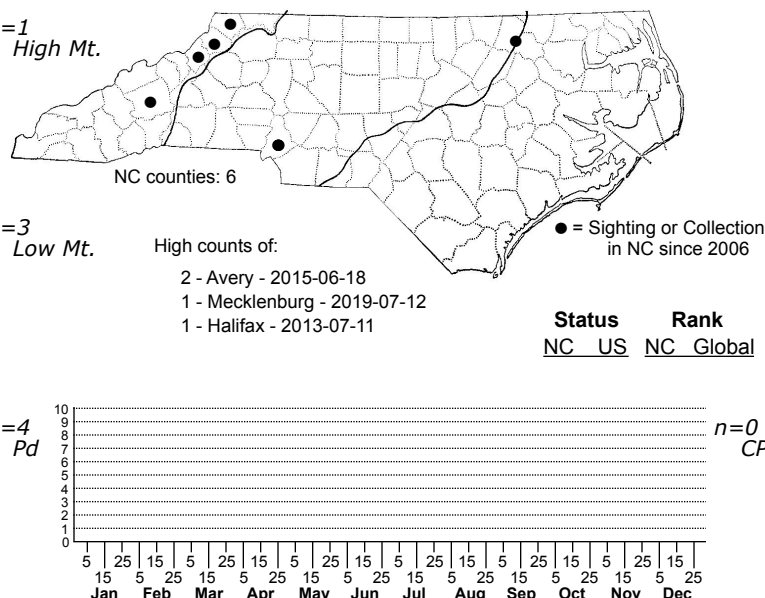 =1
High Mt.
NC counties: 6
=3
Low Mt.
High counts of:
2 - Avery - 2015-06-18
1 - Mecklenburg - 2019-07-12
1 - Halifax - 2013-07-11
● = Sighting or Collection
in NC since 2006
Status Rank
NC US NC Global
=4
Pd
n=0
CP
10
9
8
7
6
5
4
3
2
1
0
5 25 15 5 25 15 5 25 15 5 25 15 5 25 15 5 25 15
15 5 25 15 5 25 15 5 25 15 5 25 15 5 25 15 5 25
Jan Feb Mar Apr May Jun Jul Aug Sep Oct Nov Dec